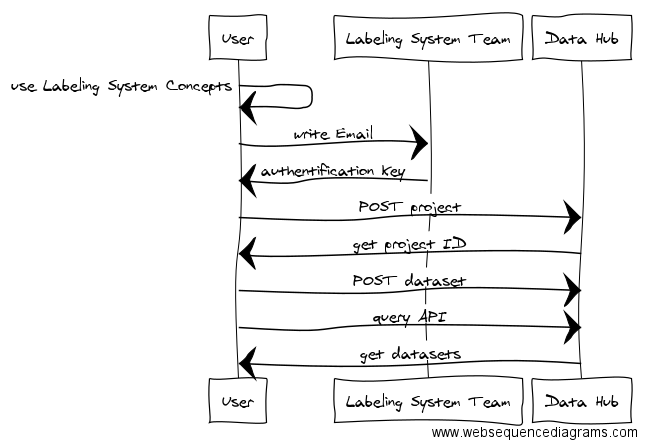 User
Labeling System Team
Data Hub
use Labeling System Concepts
write Email
authentification Key
POST project
get project ID
POST dataset
query API
get datasets
User
Labeling System Team
Data Hub
www.websequencediagrams.com